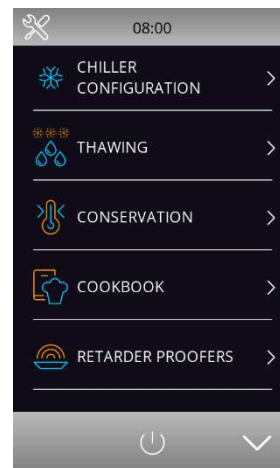 08:00
CHILLER
CONFIGURATION
THAWING
CONSERVATION
COOKBOOK
RETARDER PROOFERS